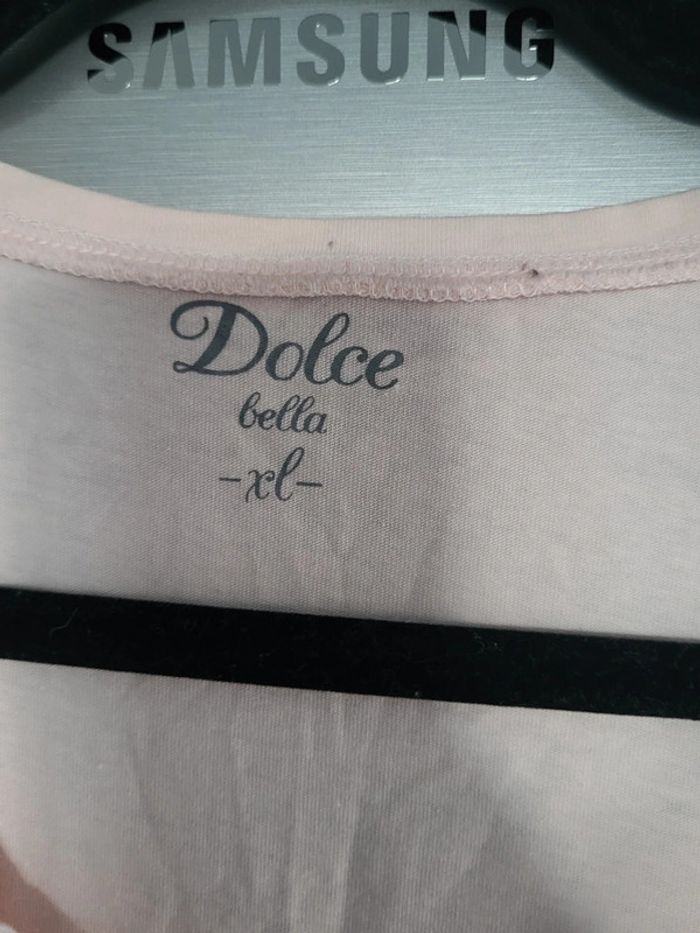 SAMSUNG
Dolce
bella
-xl-